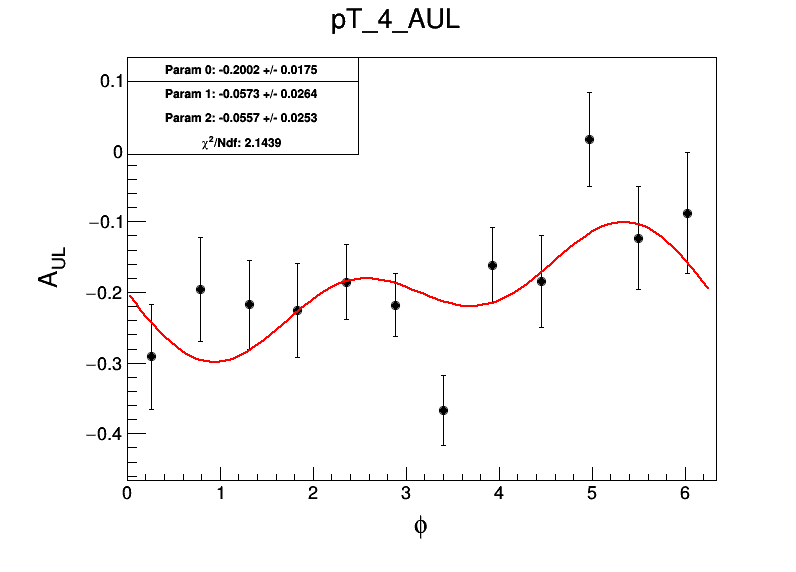 pT_4_AUL
Param 0: -0.2002 +/- 0.0175
Param 1: -0.0573 +/- 0.0264
Param 2: -0.0557 +/- 0.0253
χ²/Ndf: 2.1439
0.1
0
−0.1
−0.2
−0.3
−0.4
A_UL
0 1 2 3 4 5 6
ϕ